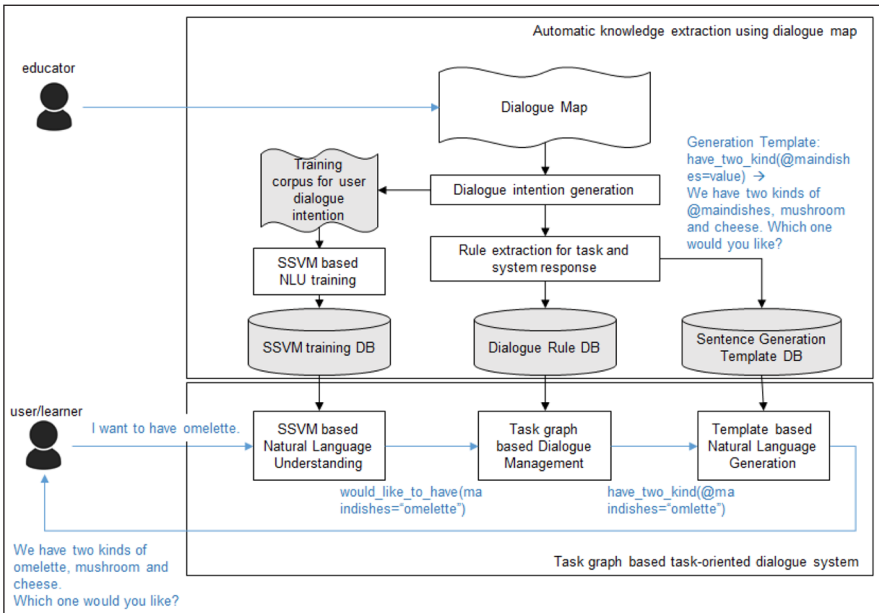 Automatic knowledge extraction using dialogue map
educator
Dialogue Map
Generation Template:
have_two_kind(@maindish
es=value) →
We have two kinds of
@maindishes, mushroom
and cheese. Which one
would you like?
Training
corpus for user
dialogue
intention
Dialogue intention generation
SSVM based
NLU training
Rule extraction for task and
system response
SSVM training DB
Dialogue Rule DB
Sentence Generation
Template DB
user/learner
I want to have omelette.
SSVM based
Natural Language
Understanding
Task graph
based Dialogue
Management
Template based
Natural Language
Generation
would_like_to_have(ma
indishes="omelette")
have_two_kind(@ma
indishes="omlette")
We have two kinds of
omelette, mushroom and
cheese.
Which one would you like?
Task graph based task-oriented dialogue system